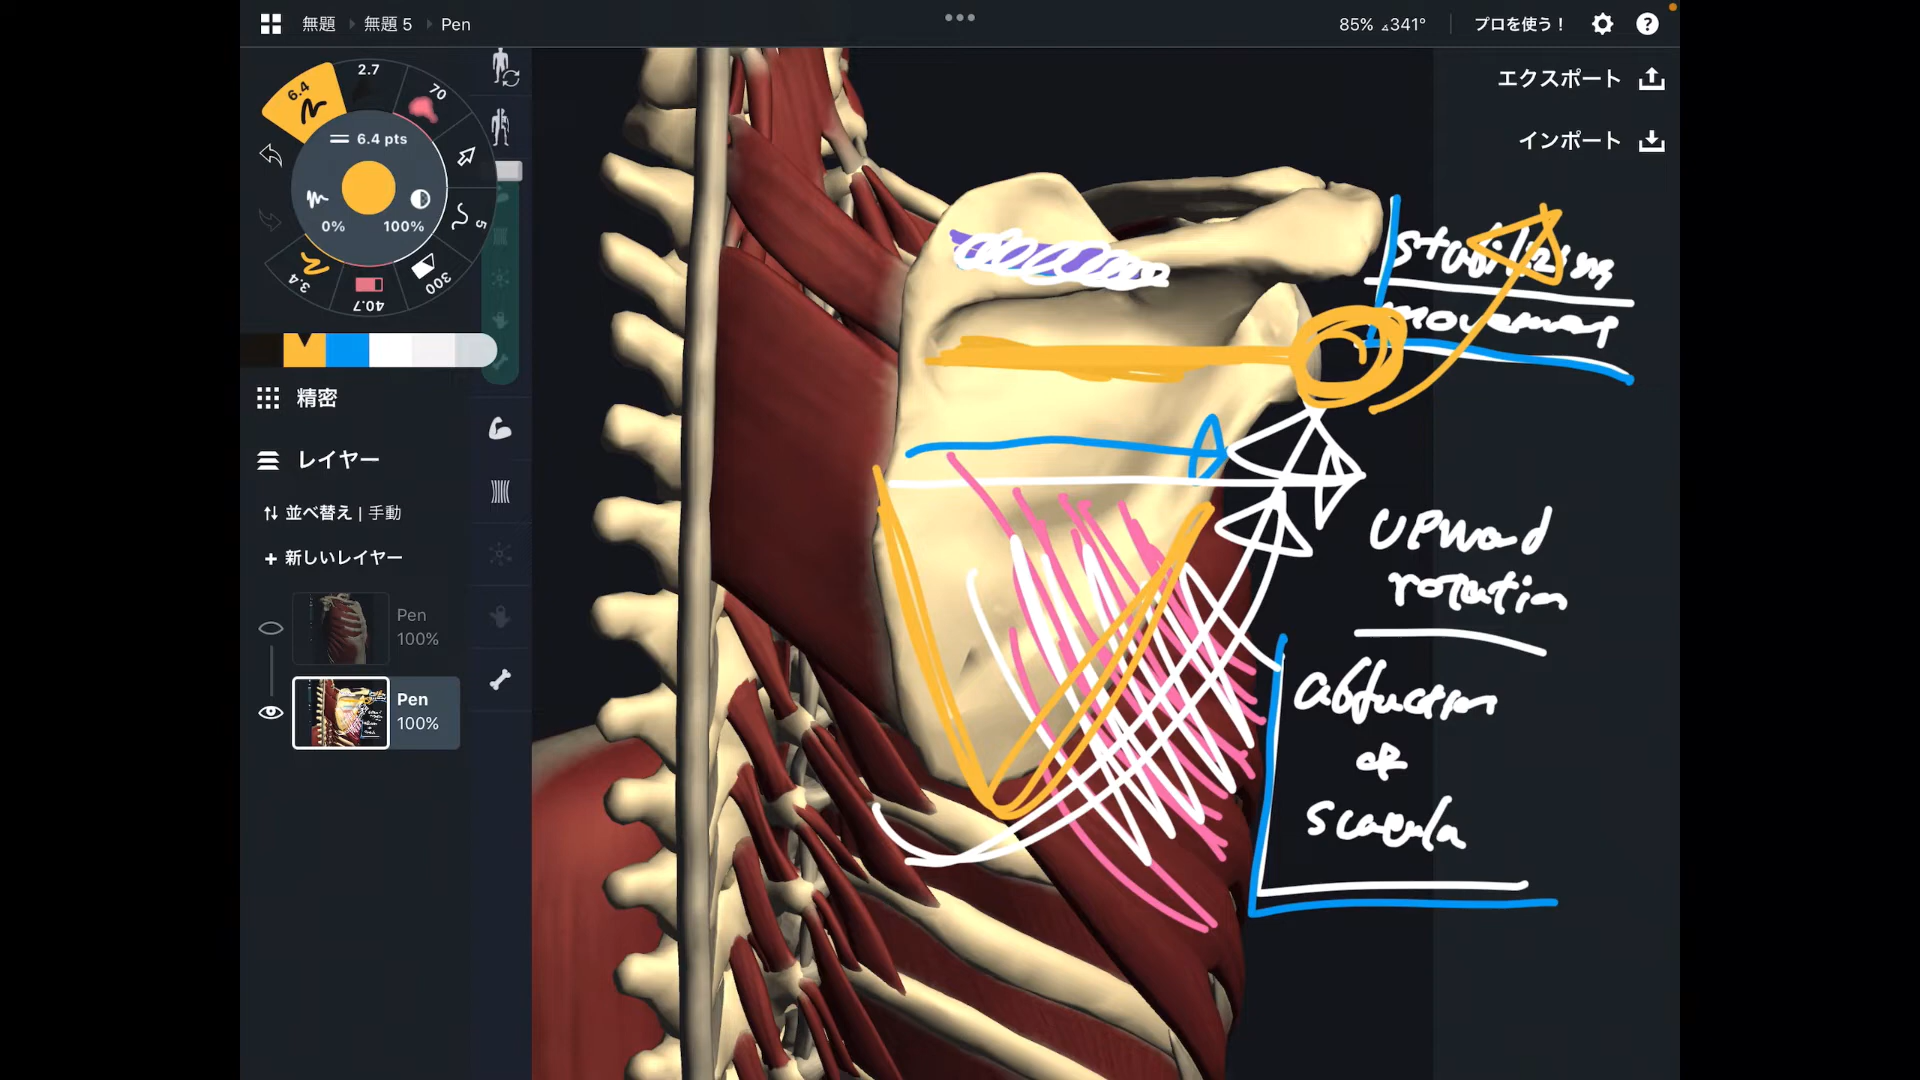 無題 無題 5 Pen
85% ⊿341°
プロを使う！
エクスポート
インポート
2.7
6.4
70
6.4 pts
0% 100%
5
3.4
40.7
300
精密
レイヤー
並べ替え | 手動
+ 新しいレイヤー
Pen
100%
Pen
100%
movement
upward
rotation
of
scapula